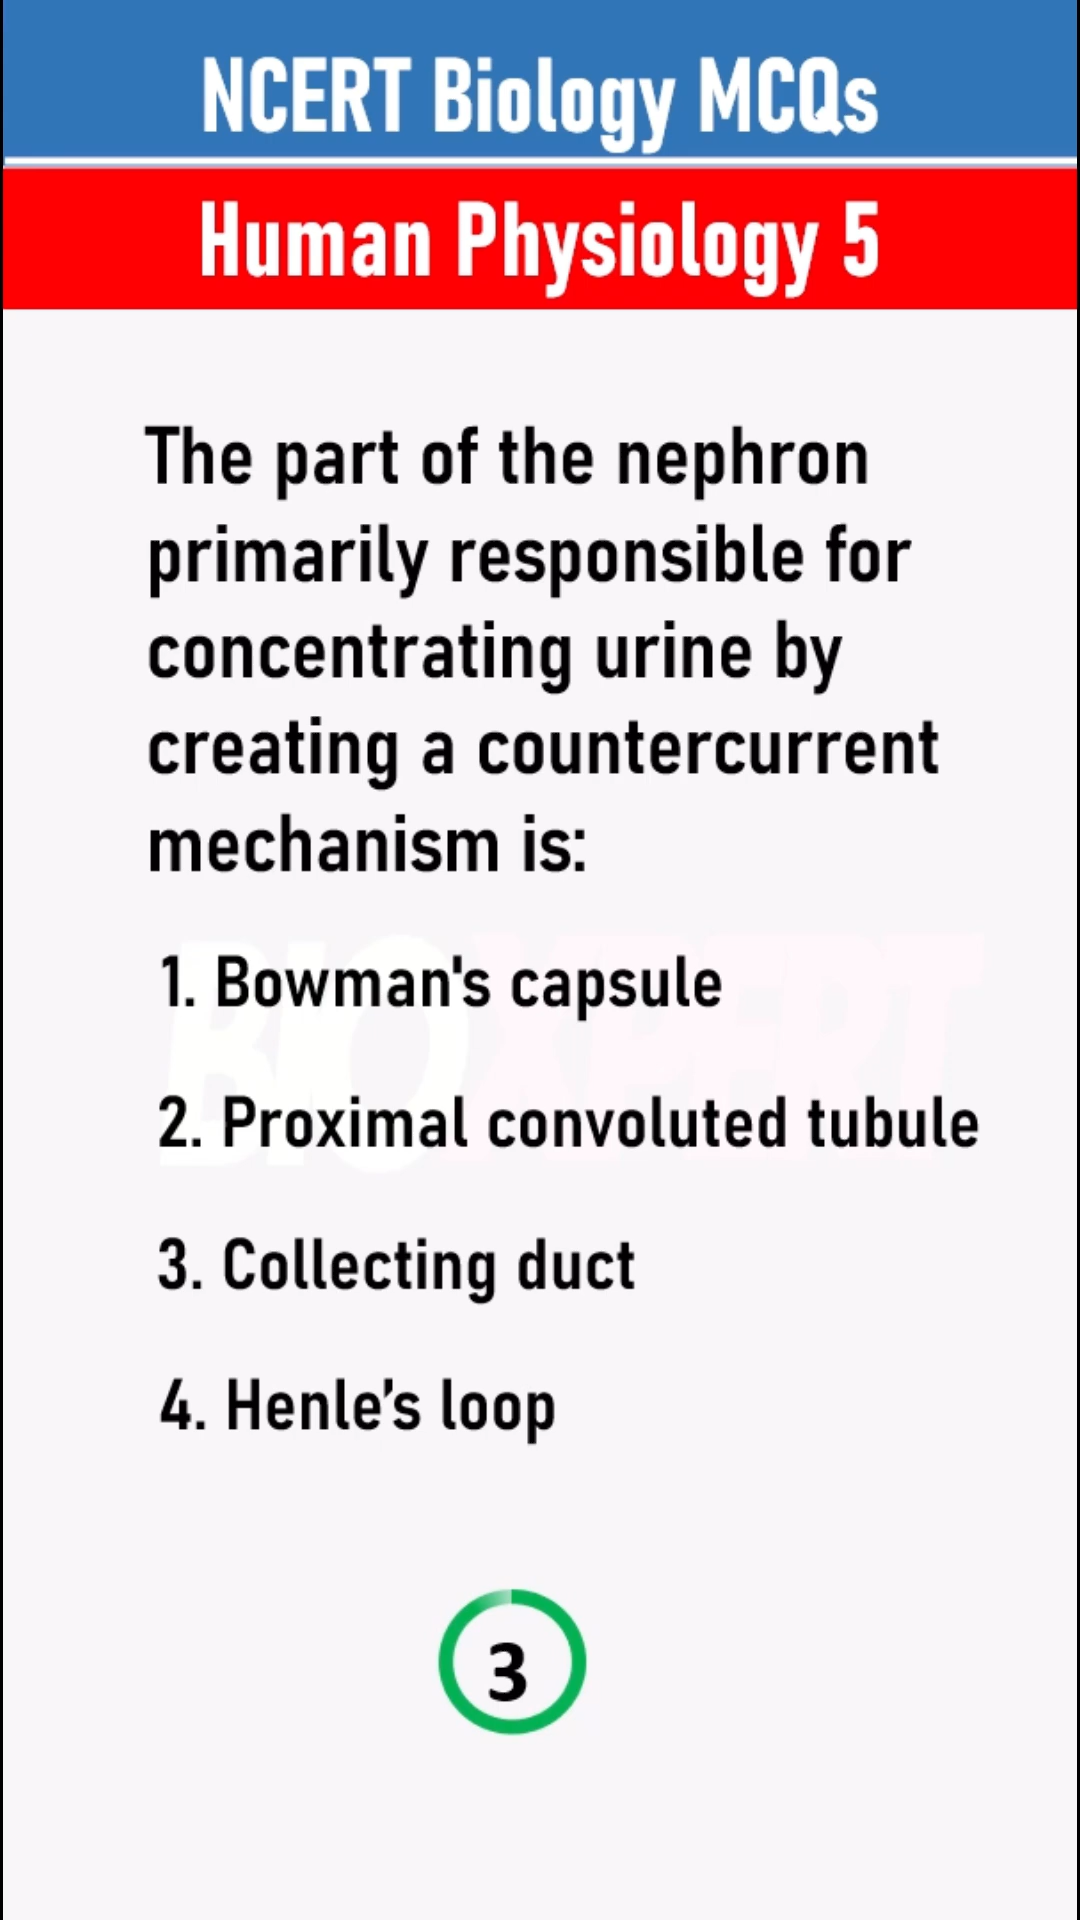 NCERT Biology MCQs
Human Physiology 5
The part of the nephron
primarily responsible for
concentrating urine by
creating a countercurrent
mechanism is:
BIOXPERT
1. Bowman's capsule
2. Proximal convoluted tubule
3. Collecting duct
4. Henle’s loop
3